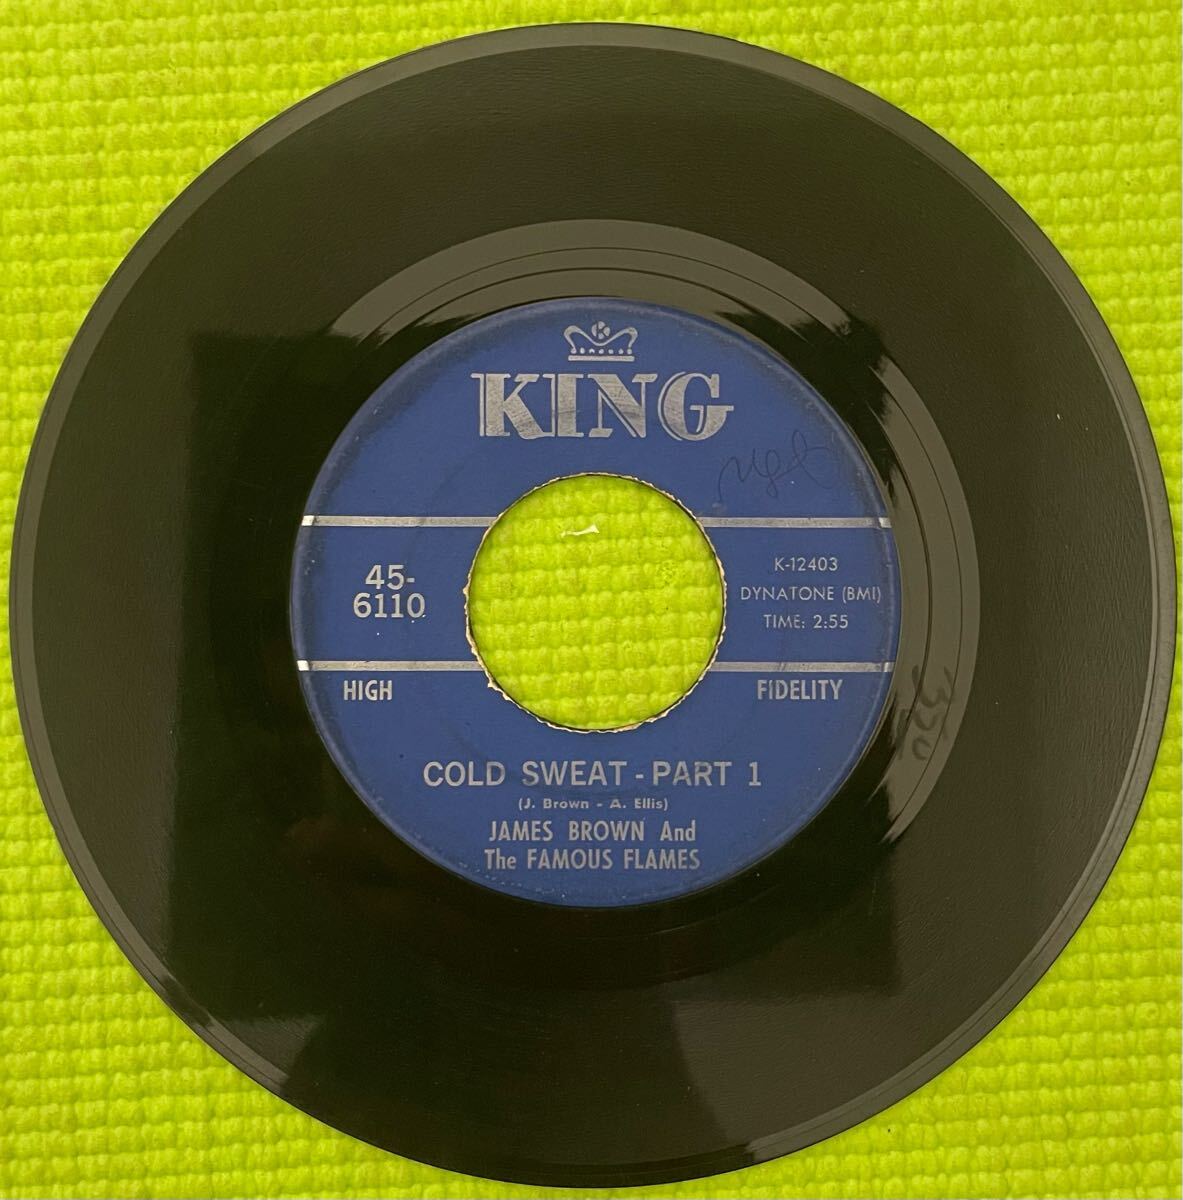 K
KING
45-
6110
K-12403
DYNATONE (BMI)
TIME: 2:55
HIGH FIDELITY
COLD SWEAT - PART 1
(J. Brown - A. Ellis)
JAMES BROWN And
The FAMOUS FLAMES